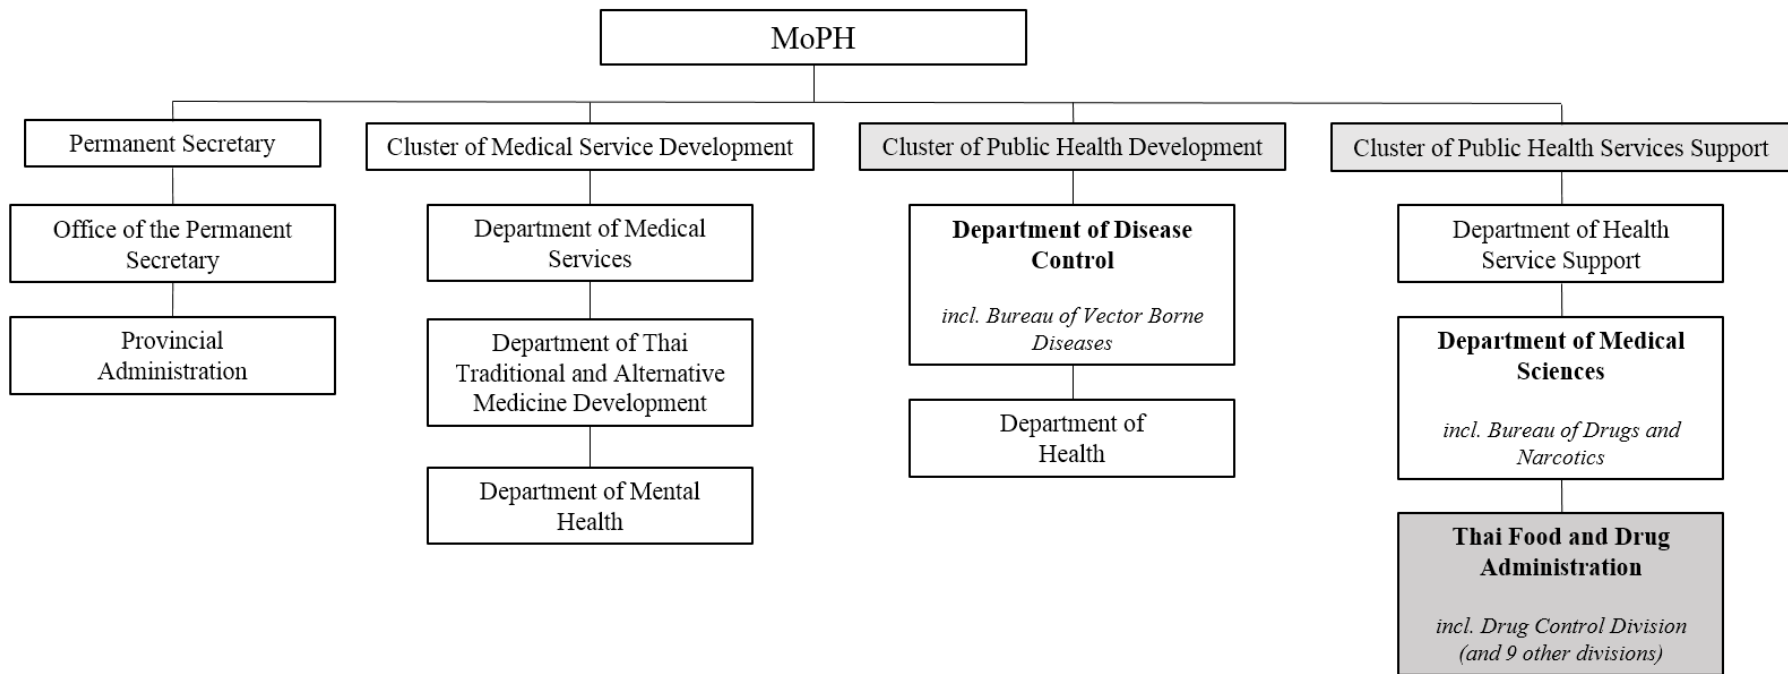 MoPH
Permanent Secretary
Office of the Permanent
Secretary
Provincial
Administration
Cluster of Medical Service Development
Department of Medical
Services
Department of Thai
Traditional and Alternative
Medicine Development
Department of Mental
Health
Cluster of Public Health Development
Department of Disease
Control
incl. Bureau of Vector Borne
Diseases
Department of
Health
Cluster of Public Health Services Support
Department of Health
Service Support
Department of Medical
Sciences
incl. Bureau of Drugs and
Narcotics
Thai Food and Drug
Administration
incl. Drug Control Division
(and 9 other divisions)